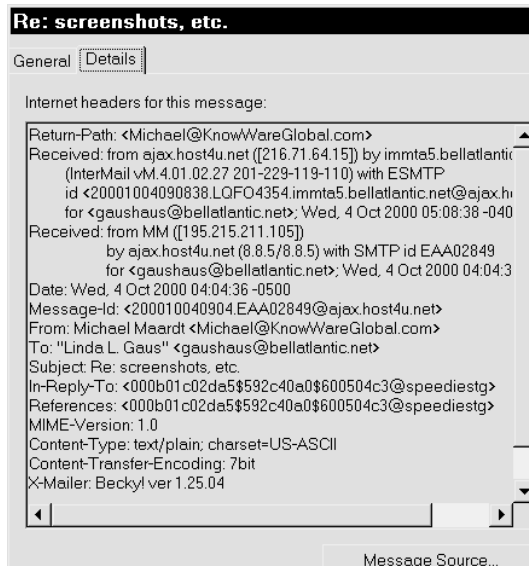 Re: screenshots, etc.
General Details
Internet headers for this message:
Return-Path: <Michael@KnowWareGlobal.com>
Received: from ajax.host4u.net ([216.71.64.15]) by immta5.bellatlantic
(InterMail vM.4.01.02.27 201-229-119-110) with ESMTP
id <20001004090838.LQFO4354.immta5.bellatlantic.net@ajax.h
for <gaushaus@bellatlantic.net>; Wed, 4 Oct 2000 05:08:38 -040
Received: from MM ([195.215.211.105])
by ajax.host4u.net (8.8.5/8.8.5) with SMTP id EAA02849
for <gaushaus@bellatlantic.net>; Wed, 4 Oct 2000 04:04:3
Date: Wed, 4 Oct 2000 04:04:36 -0500
Message-Id: <200010040904.EAA02849@ajax.host4u.net>
From: Michael Maardt <Michael@KnowWareGlobal.com>
To: "Linda L. Gaus" <gaushaus@bellatlantic.net>
Subject: Re: screenshots, etc.
In-Reply-To: <000b01c02da5$592c40a0$600504c3@speediestg>
References: <000b01c02da5$592c40a0$600504c3@speediestg>
MIME-Version: 1.0
Content-Type: text/plain; charset=US-ASCII
Content-Transfer-Encoding: 7bit
X-Mailer: Becky! ver 1.25.04
Message Source...